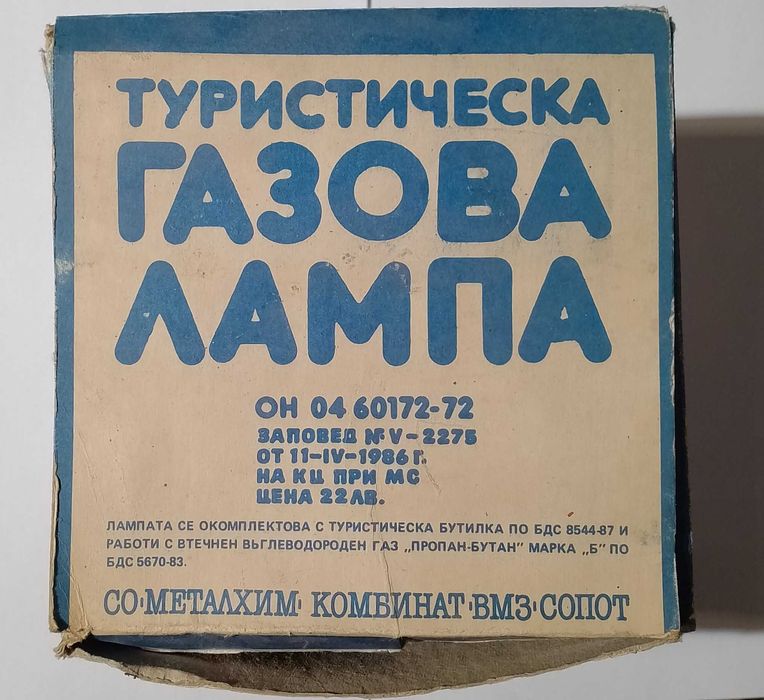 ТУРИСТИЧЕСКА
ГАЗОВА
ЛАМПА
ОН 04 60172-72
ЗАПОВЕД № V-2275
ОТ 11-IV-1986 г.
НА КЦ ПРИ МС
ЦЕНА 22 ЛВ.
ЛАМПАТА СЕ ОКОМПЛЕКТОВА С ТУРИСТИЧЕСКА БУТИЛКА ПО БДС 8544-87 И
РАБОТИ С ВТЕЧНЕН ВЬГЛЕВОДОРОДЕН ГАЗ „ПРОПАН-БУТАН" МАРКА „Б" ПО
БДС 5670-83.
СО·МЕТАЛХИМ· КОМБИНАТ·ВМЗ·СОПОТ